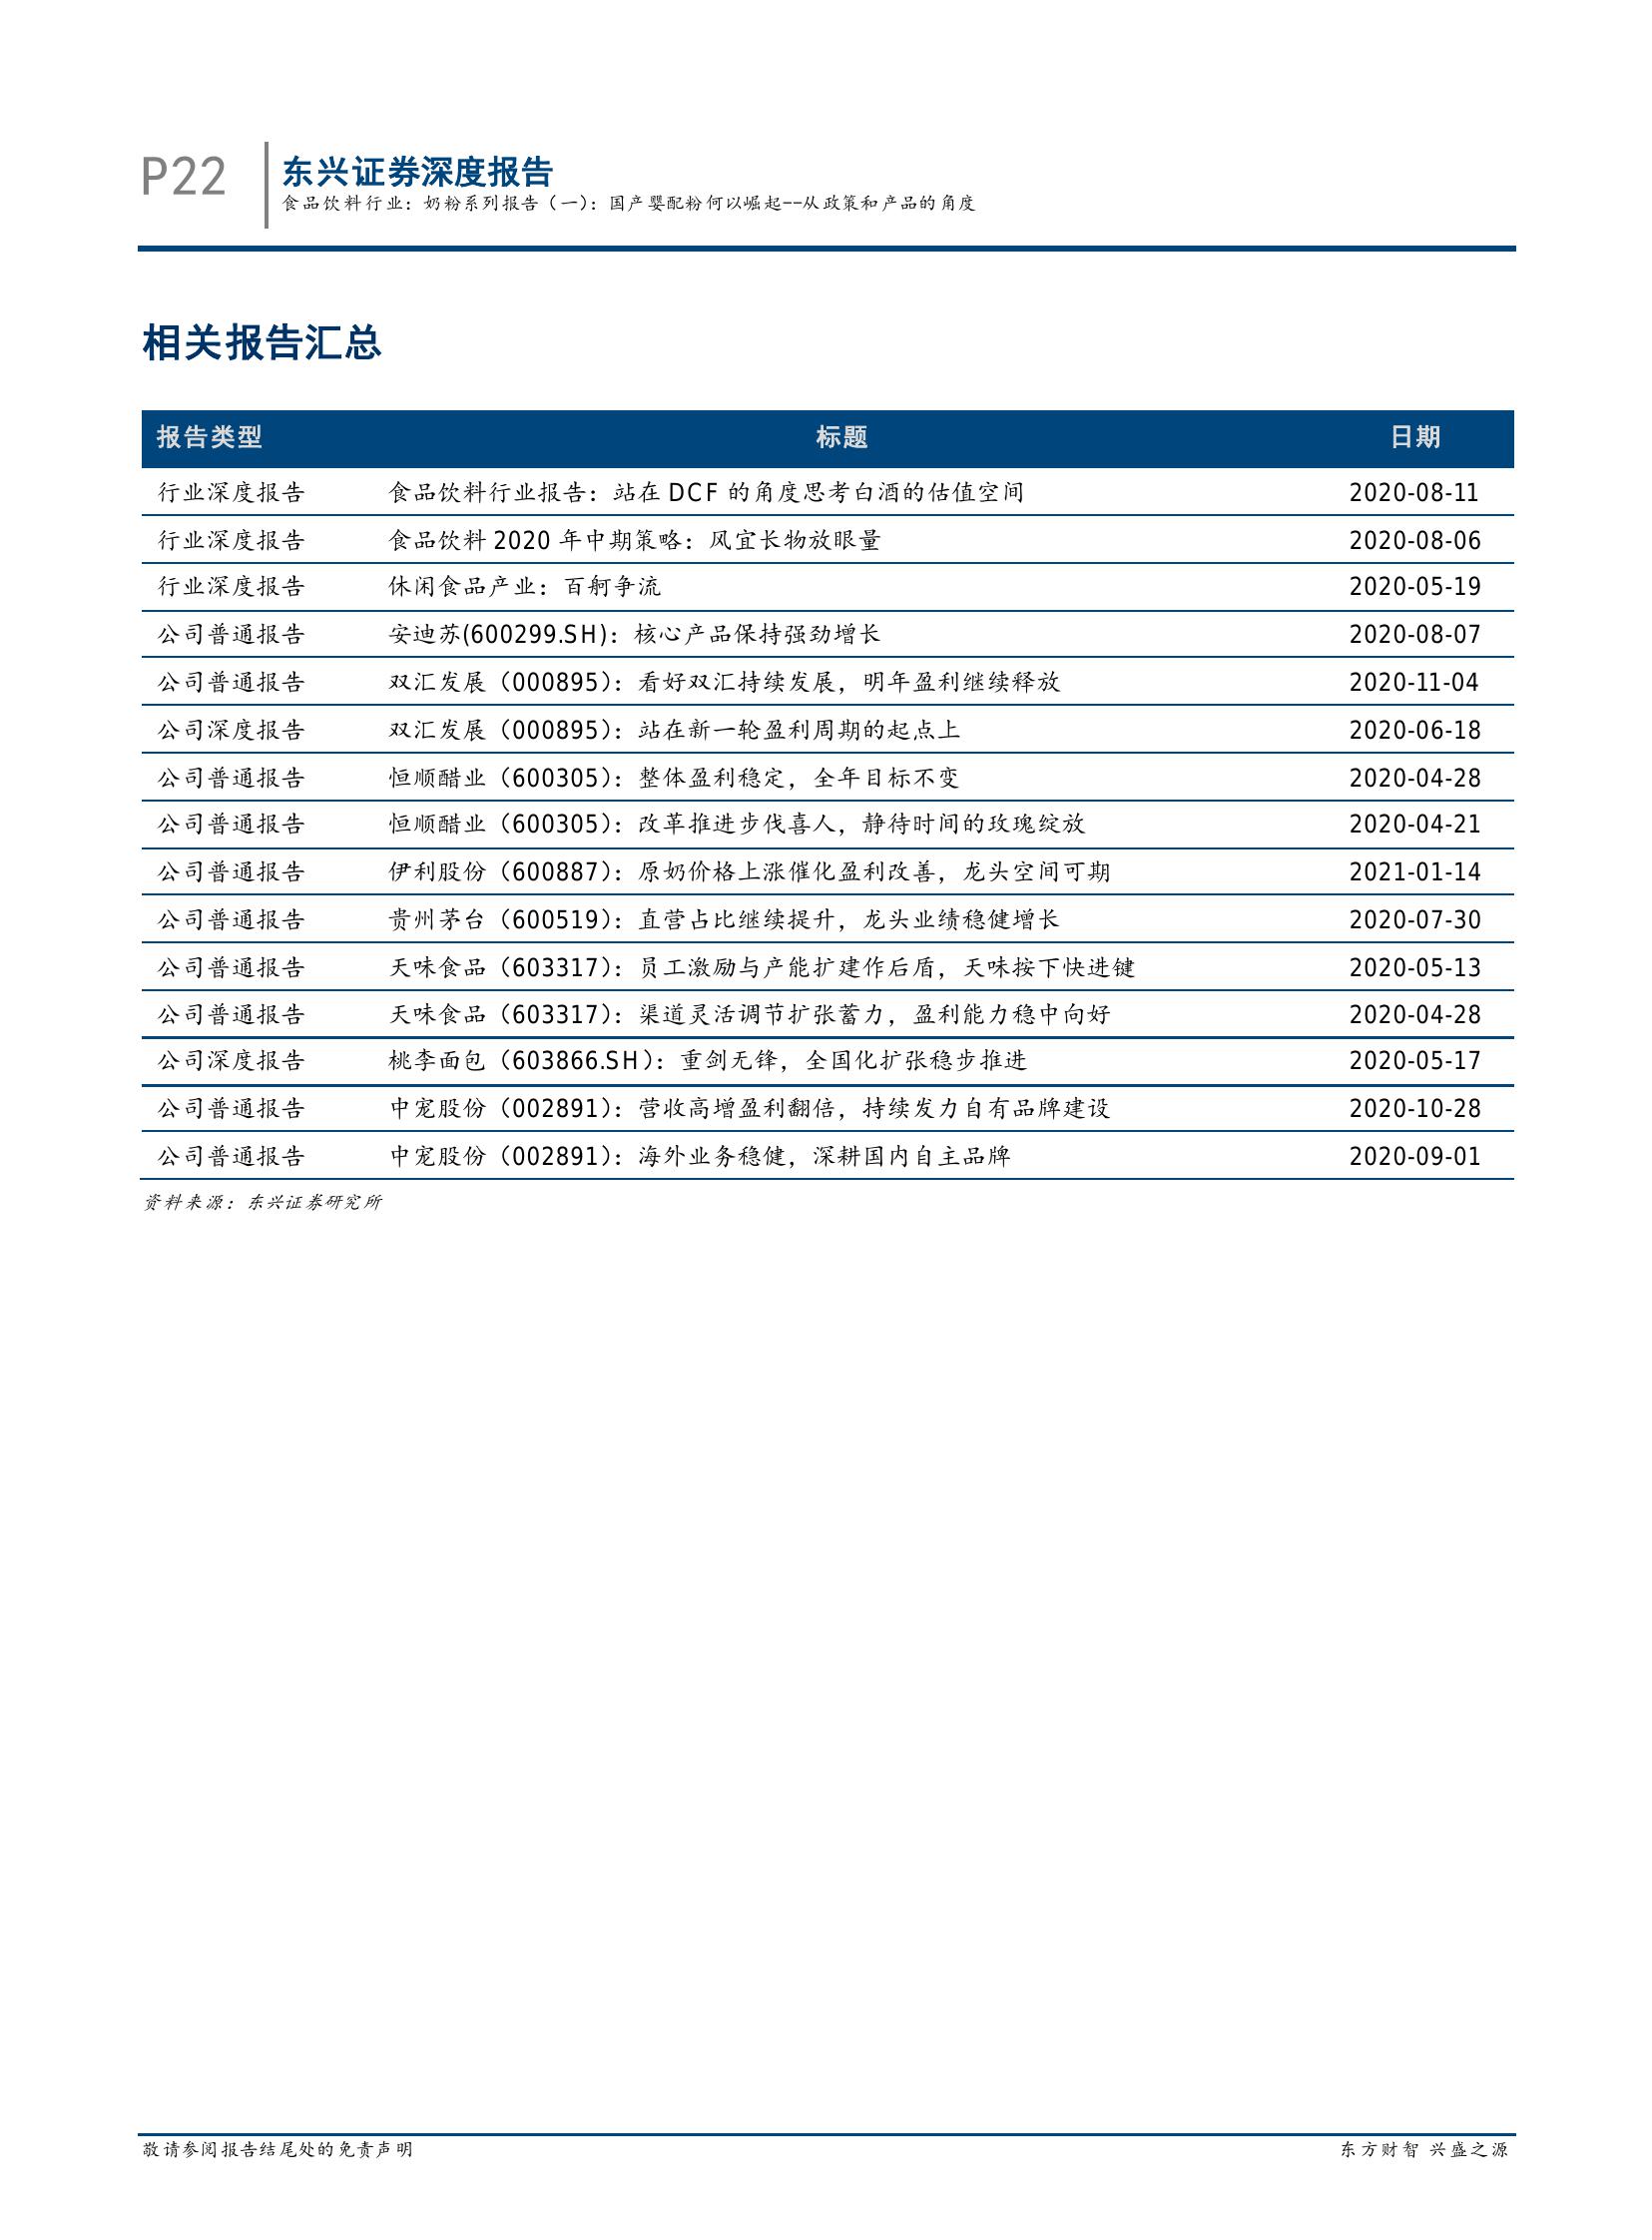 P22
东兴证券深度报告
食品饮料行业：奶粉系列报告（一）：国产婴配粉何以崛起--从政策和产品的角度
相关报告汇总
报告类型 标题 日期
行业深度报告 食品饮料行业报告：站在 DCF 的角度思考白酒的估值空间 2020-08-11
行业深度报告 食品饮料 2020 年中期策略：风宜长物放眼量 2020-08-06
行业深度报告 休闲食品产业：百舸争流 2020-05-19
公司普通报告 安迪苏(600299.SH)：核心产品保持强劲增长 2020-08-07
公司普通报告 双汇发展（000895）：看好双汇持续发展，明年盈利继续释放 2020-11-04
公司深度报告 双汇发展（000895）：站在新一轮盈利周期的起点上 2020-06-18
公司普通报告 恒顺醋业（600305）：整体盈利稳定，全年目标不变 2020-04-28
公司普通报告 恒顺醋业（600305）：改革推进步伐喜人，静待时间的玫瑰绽放 2020-04-21
公司普通报告 伊利股份（600887）：原奶价格上涨催化盈利改善，龙头空间可期 2021-01-14
公司普通报告 贵州茅台（600519）：直营占比继续提升，龙头业绩稳健增长 2020-07-30
公司普通报告 天味食品（603317）：员工激励与产能扩建作后盾，天味按下快进键 2020-05-13
公司普通报告 天味食品（603317）：渠道灵活调节扩张蓄力，盈利能力稳中向好 2020-04-28
公司深度报告 桃李面包（603866.SH）：重剑无锋，全国化扩张稳步推进 2020-05-17
公司普通报告 中宠股份（002891）：营收高增盈利翻倍，持续发力自有品牌建设 2020-10-28
公司普通报告 中宠股份（002891）：海外业务稳健，深耕国内自主品牌 2020-09-01
资料来源：东兴证券研究所
敬请参阅报告结尾处的免责声明 东方财智 兴盛之源